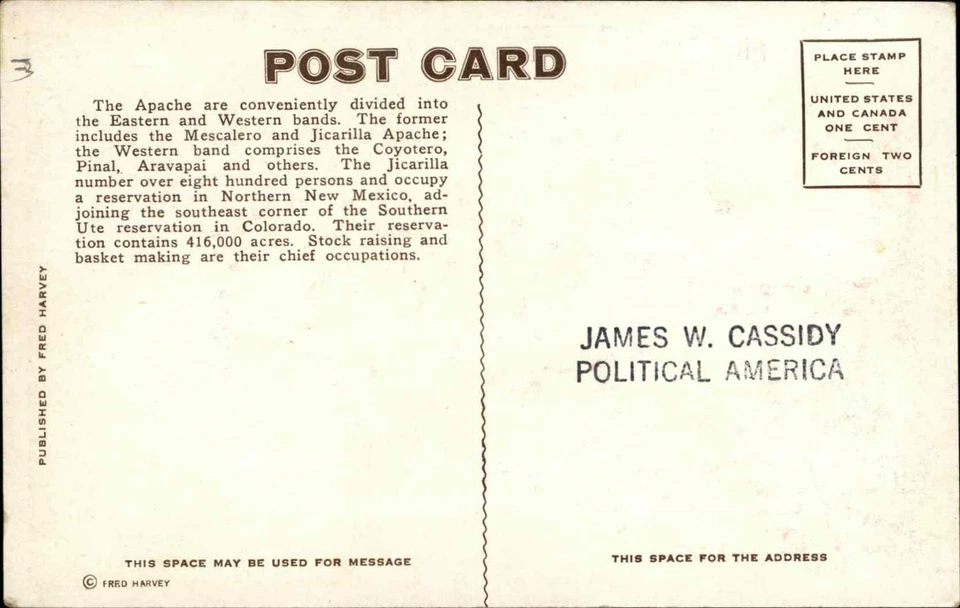 POST CARD
PLACE STAMP
HERE
UNITED STATES
AND CANADA
ONE CENT
FOREIGN TWO
CENTS
The Apache are conveniently divided into
the Eastern and Western bands. The former
includes the Mescalero and Jicarilla Apache;
the Western band comprises the Coyotero,
Pinal, Aravapai and others. The Jicarilla
number over eight hundred persons and occupy
a reservation in Northern New Mexico, ad-
joining the southeast corner of the Southern
Ute reservation in Colorado. Their reserva-
tion contains 416,000 acres. Stock raising and
basket making are their chief occupations.
PUBLISHED BY FRED HARVEY
JAMES W. CASSIDY
POLITICAL AMERICA
THIS SPACE MAY BE USED FOR MESSAGE
THIS SPACE FOR THE ADDRESS
© FRED HARVEY